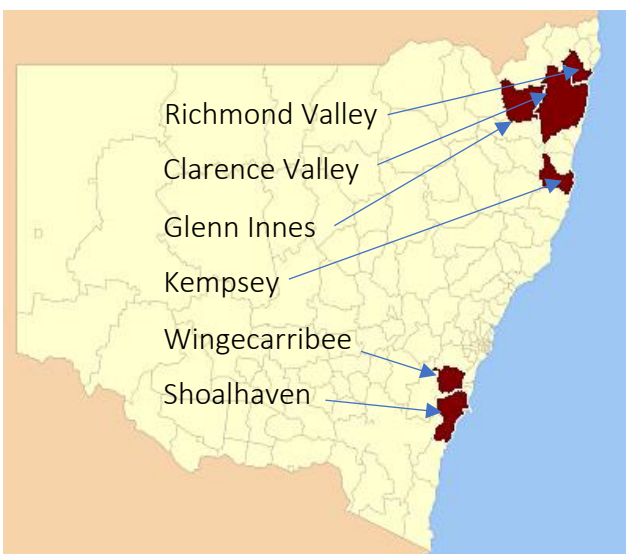 Richmond Valley
Clarence Valley
Glenn Innes
Kempsey
Wingecarribee
Shoalhaven